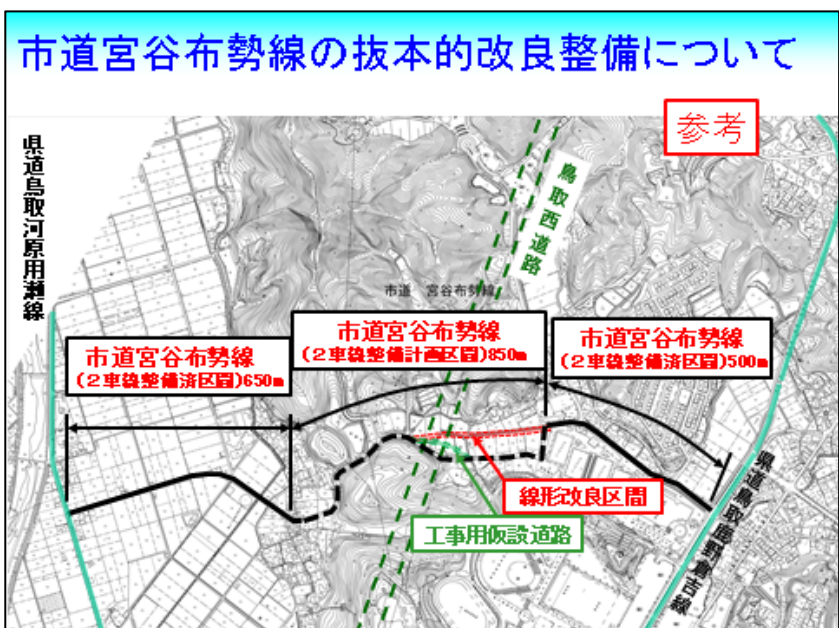 市道宮谷布勢線の抜本的改良整備について
参考
県道鳥取河原用瀬線
鳥取西道路
市道 宮谷布勢線
市道宮谷布勢線
(2車線整備済区間)650m
市道宮谷布勢線
(2車線整備計画区間)850m
市道宮谷布勢線
(2車線整備済区間)500m
線形改良区間
工事用仮設道路
県道鳥取鹿野倉吉線